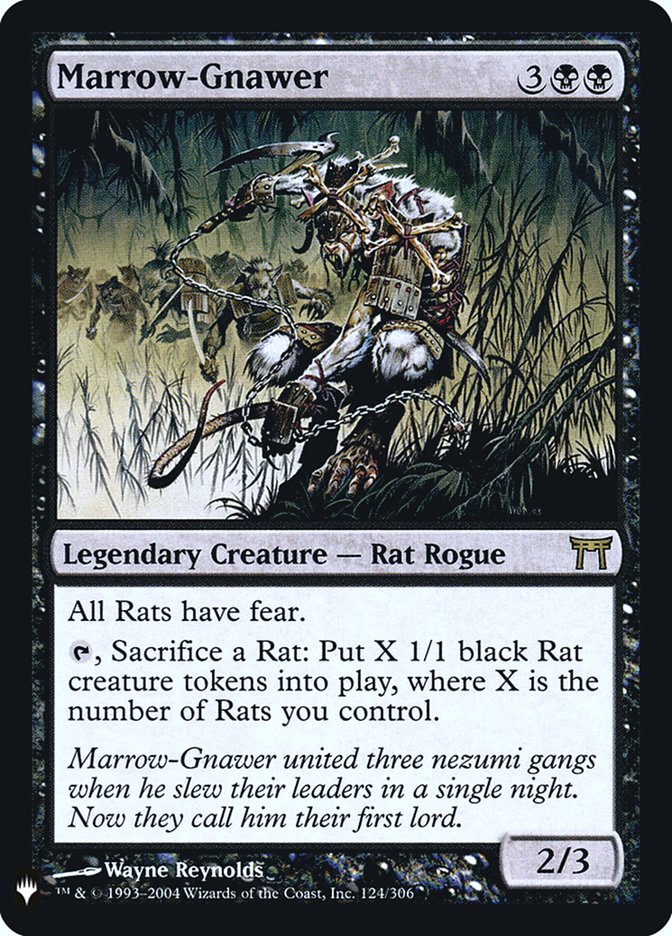 Marrow-Gnawer 3
Legendary Creature — Rat Rogue
All Rats have fear.
, Sacrifice a Rat: Put X 1/1 black Rat
creature tokens into play, where X is the
number of Rats you control.
Marrow-Gnawer united three nezumi gangs
when he slew their leaders in a single night.
Now they call him their first lord.
2/3
Wayne Reynolds
™ & © 1993–2004 Wizards of the Coast, Inc. 124/306